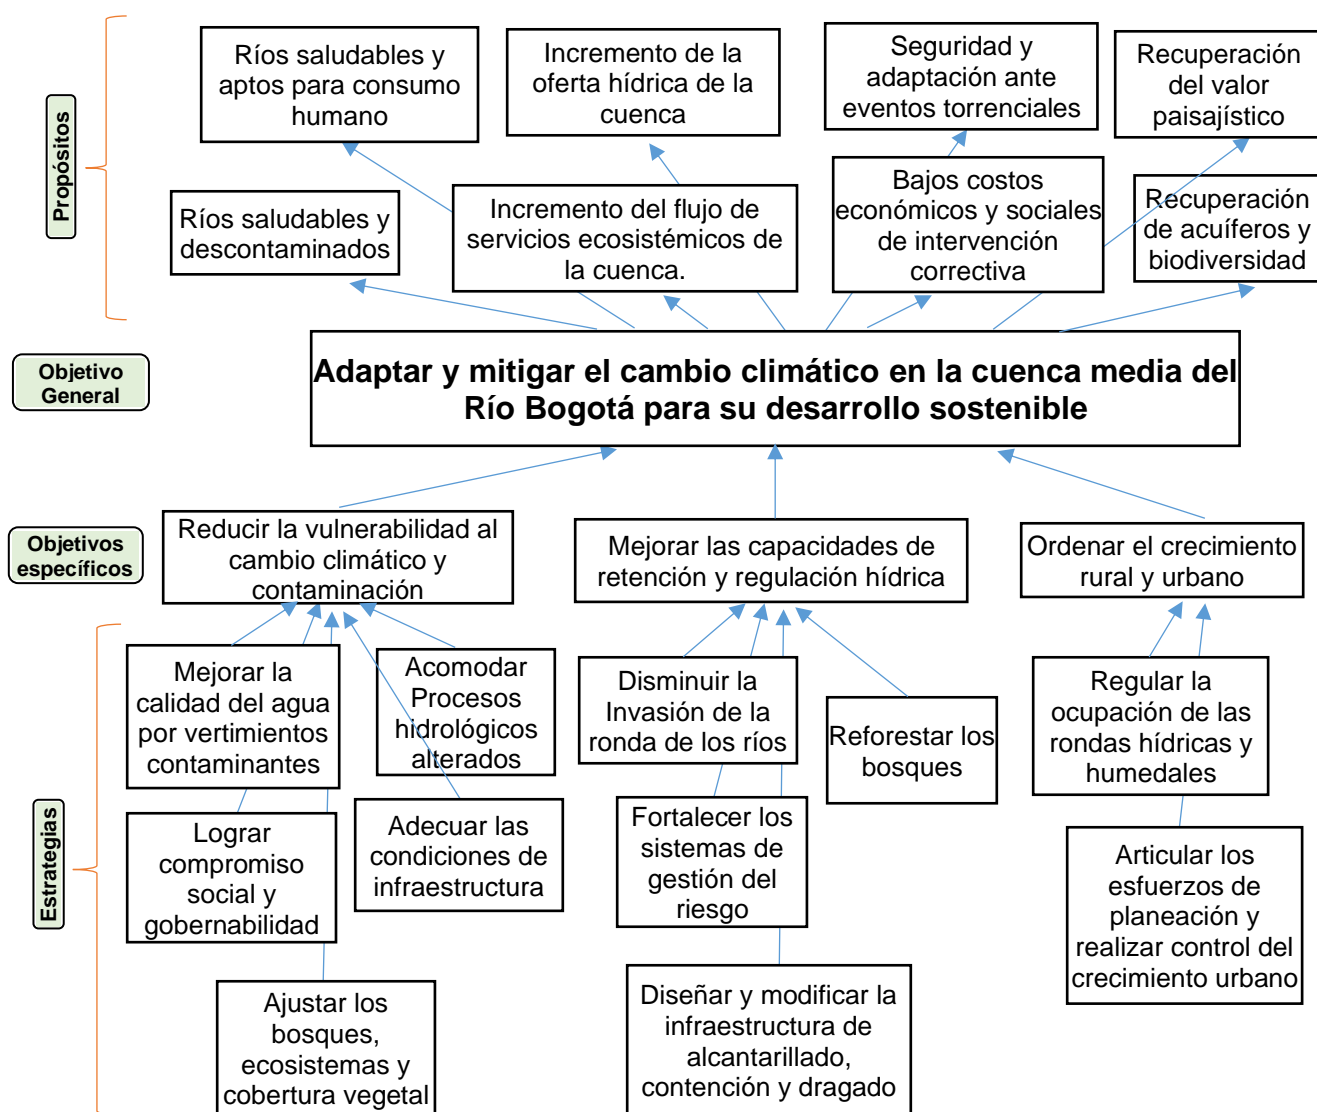 Propósitos
Ríos saludables y
aptos para consumo
humano
Incremento de la
oferta hídrica de la
cuenca
Seguridad y
adaptación ante
eventos torrenciales
Recuperación
del valor
paisajístico
Ríos saludables y
descontaminados
Incremento del flujo de
servicios ecosistémicos de
la cuenca.
Bajos costos
económicos y sociales
de intervención
correctiva
Recuperación
de acuíferos y
biodiversidad
Objetivo
General
Adaptar y mitigar el cambio climático en la cuenca media del
Río Bogotá para su desarrollo sostenible
Objetivos
específicos
Reducir la vulnerabilidad al
cambio climático y
contaminación
Mejorar las capacidades de
retención y regulación hídrica
Ordenar el crecimiento
rural y urbano
Estrategias
Mejorar la
calidad del agua
por vertimientos
contaminantes
Acomodar
Procesos
hidrológicos
alterados
Disminuir la
Invasión de la
ronda de los ríos
Reforestar los
bosques
Regular la
ocupación de las
rondas hídricas y
humedales
Lograr
compromiso
social y
gobernabilidad
Adecuar las
condiciones de
infraestructura
Fortalecer los
sistemas de
gestión del
riesgo
Articular los
esfuerzos de
planeación y
realizar control del
crecimiento urbano
Ajustar los
bosques,
ecosistemas y
cobertura vegetal
Diseñar y modificar la
infraestructura de
alcantarillado,
contención y dragado